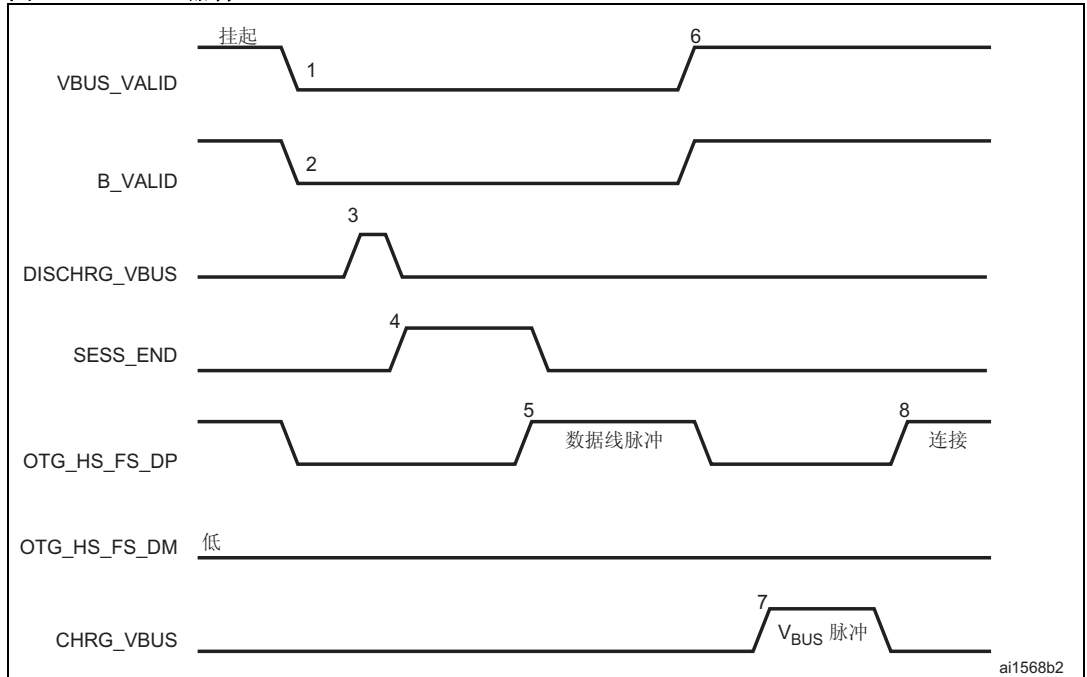 挂起
6
VBUS_VALID
1
B_VALID
2
3
DISCHRG_VBUS
4
SESS_END
5
8
数据线脉冲
连接
OTG_HS_FS_DP
OTG_HS_FS_DM
低
7
CHRG_VBUS
VBUS 脉冲
ai1568b2